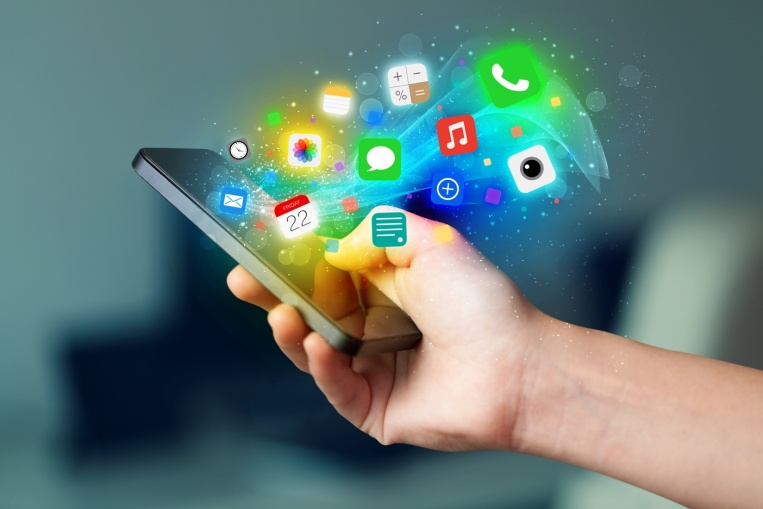 + −
% =
FRIDAY
22